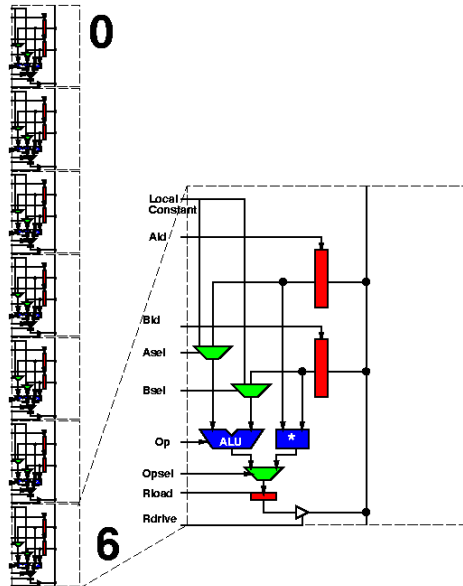 0
Local
Constant
Ald
Bld
Asel
Bsel
Op
ALU
*
Opsel
Rload
Rdrive
6